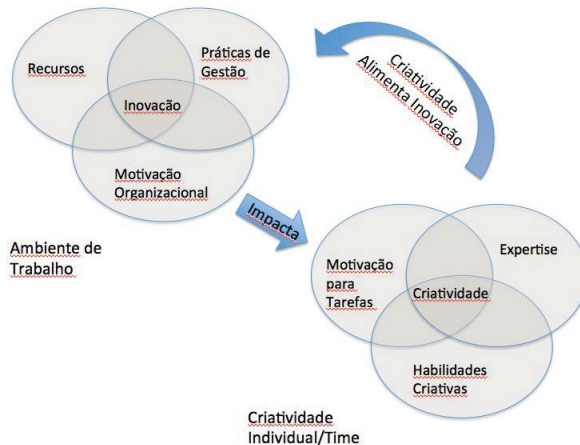 Recursos
Práticas de
Gestão
Inovação
Motivação
Organizacional
Ambiente de
Trabalho
Criatividade
Alimenta Inovação
Impacta
Motivação
para
Tarefas
Expertise
Criatividade
Habilidades
Criativas
Criatividade
Individual/Time